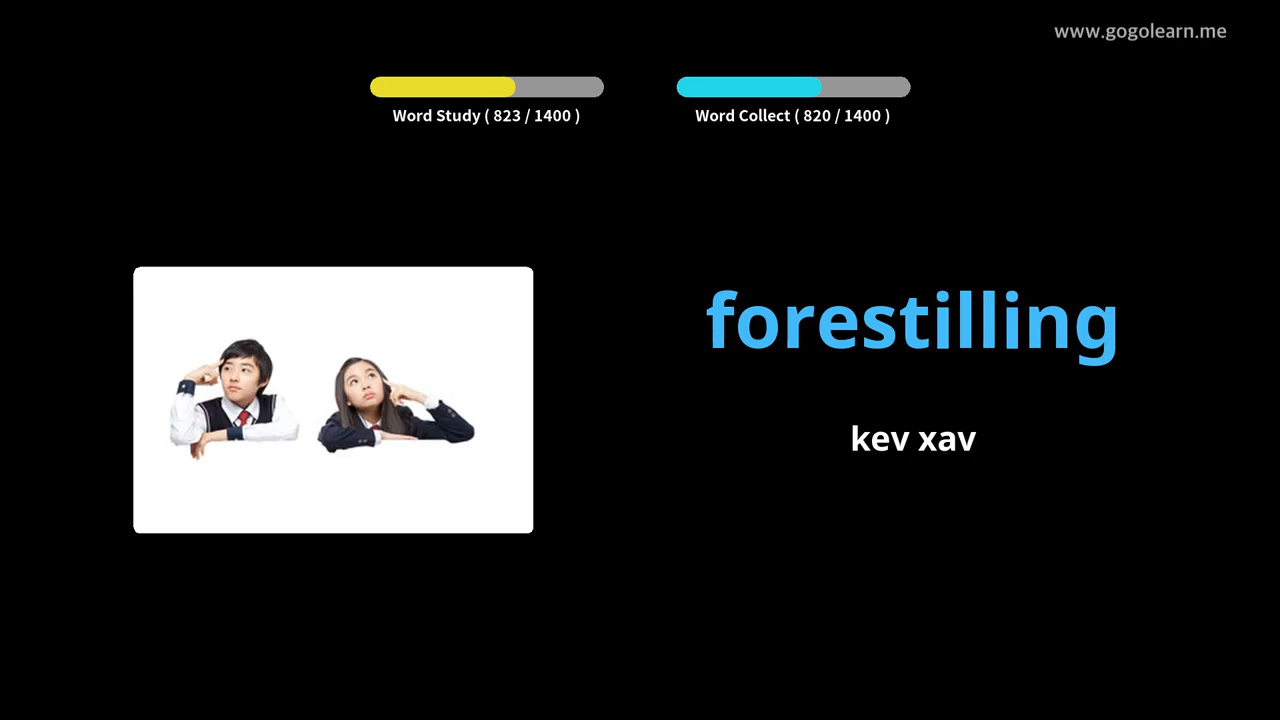 www.gogolearn.me
Word Study ( 823 / 1400 )
Word Collect ( 820 / 1400 )
forestilling
kev xav